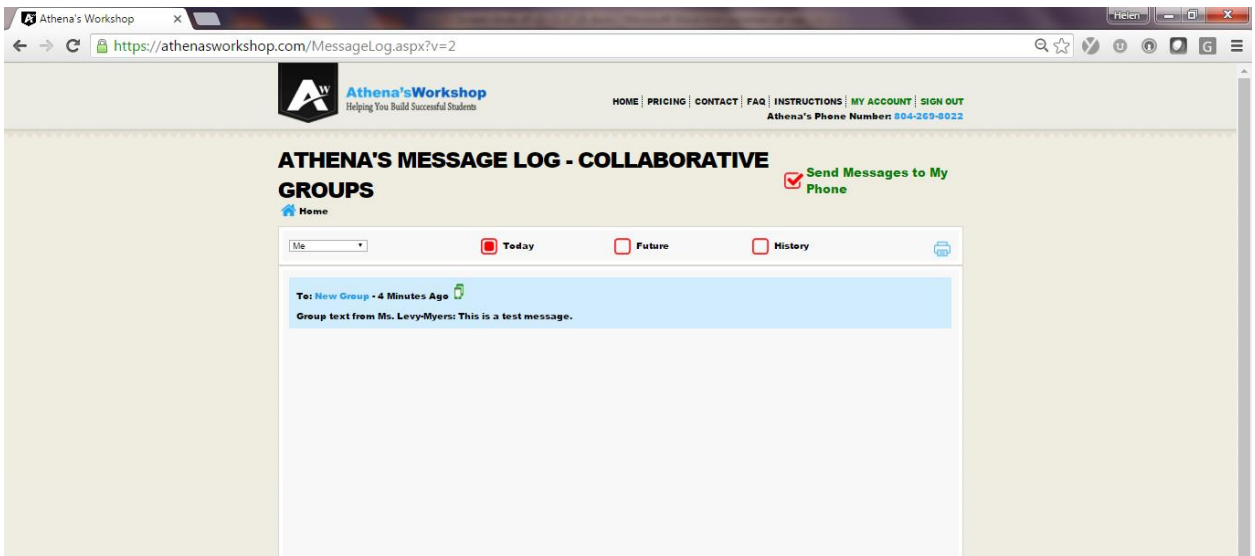 Athena's Workshop
Helen
https://athenasworkshop.com/MessageLog.aspx?v=2
AW
Athena'sWorkshop
Helping You Build Successful Students
HOME PRICING CONTACT FAQ INSTRUCTIONS MY ACCOUNT SIGN OUT
Athena's Phone Number: 804-269-8022
ATHENA'S MESSAGE LOG - COLLABORATIVE
GROUPS
Send Messages to My
Phone
Home
Me Today Future History
To: New Group - 4 Minutes Ago
Group text from Ms. Levy-Myers: This is a test message.